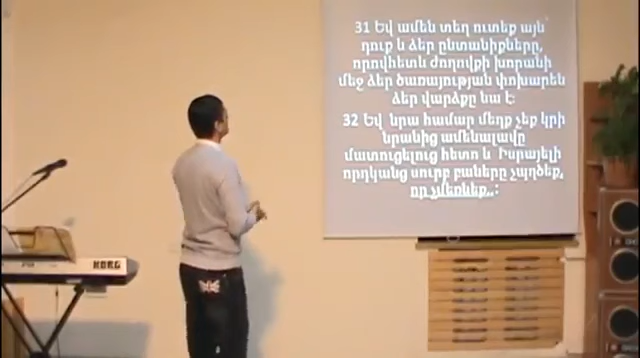 31 Եվ ամեն տեղ ուտեք այն
դուք և ձեր ընտանիքները,
որովհետև ժողովքի խորանի
մեջ ձեր ծառայության փոխարեն
ձեր վարձքը նա է:
32 Եվ նրա համար մեղք չեք կրի
նրանից ամենալավը
մատուցելուց հետո և Իսրայելի
որդկանց սուրբ բաները չպղծեք,
որ չմեռնեք,,:
KORG